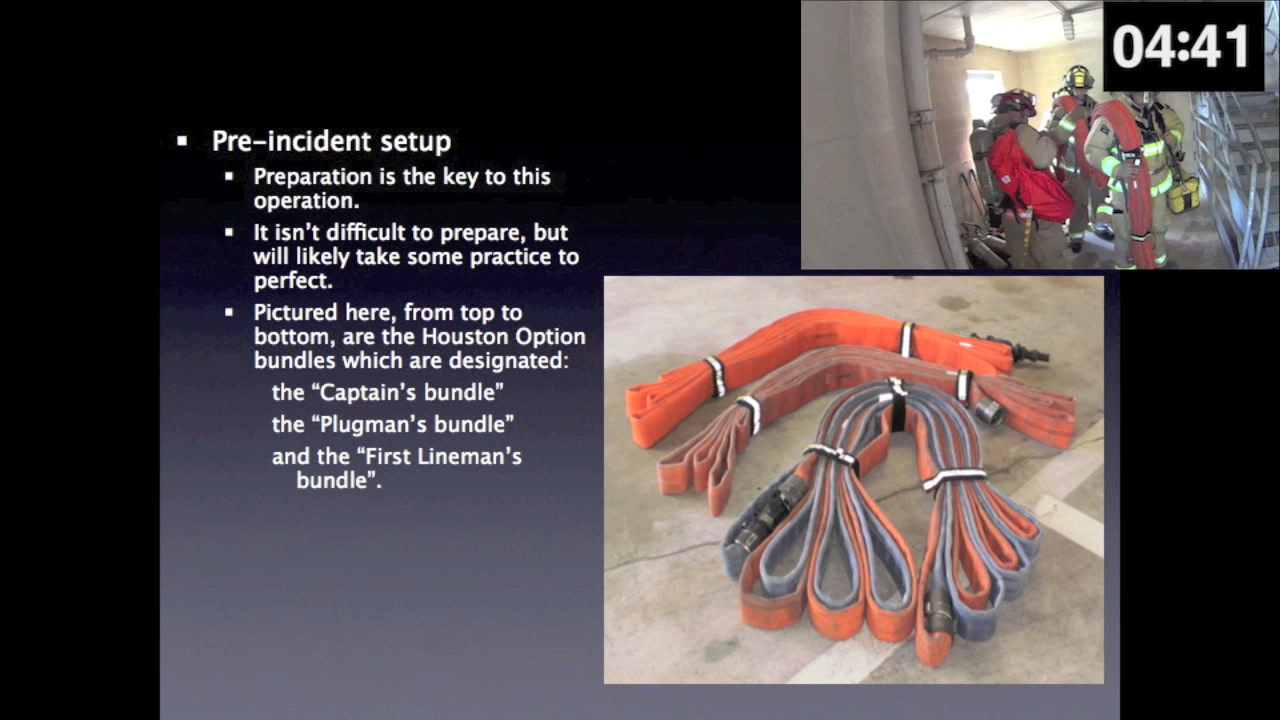 04:41
▪ Pre-incident setup
▪ Preparation is the key to this
operation.
▪ It isn't difficult to prepare, but
will likely take some practice to
perfect.
▪ Pictured here, from top to
bottom, are the Houston Option
bundles which are designated:
the “Captain's bundle”
the “Plugman's bundle”
and the “First Lineman's
bundle”.